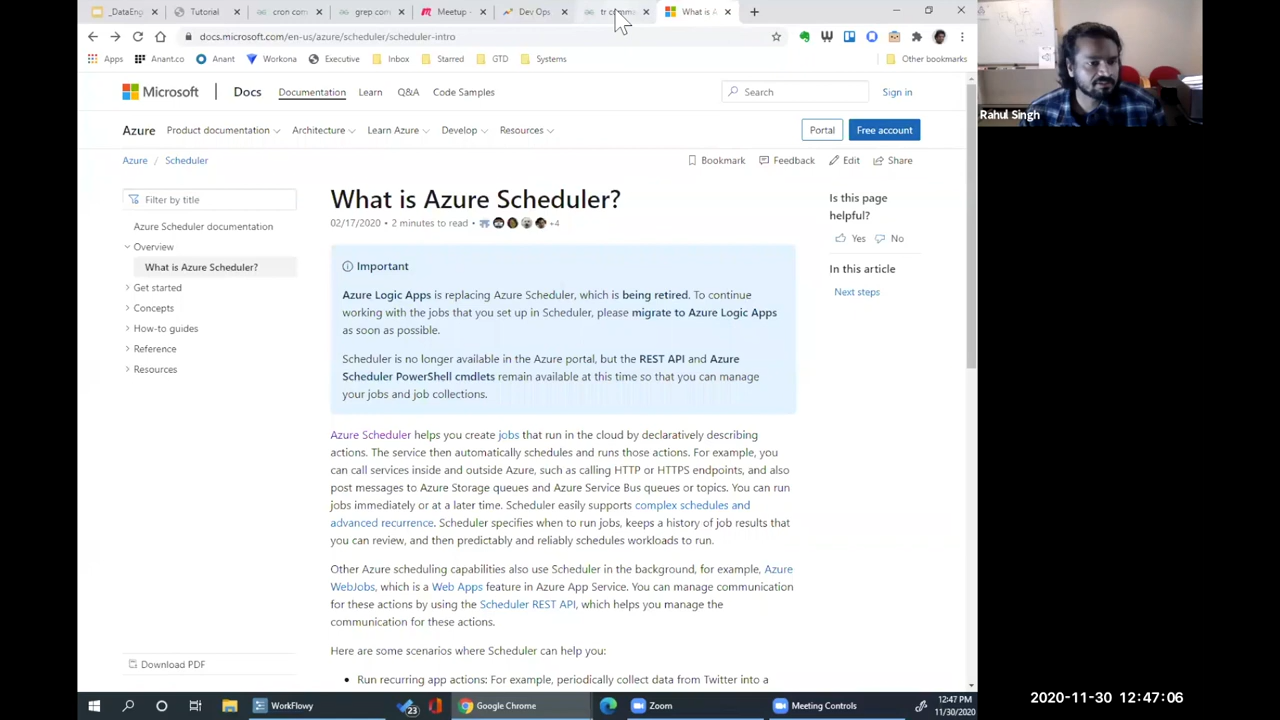 _DataEng
Tutorial
cron com
grep com
Meetup -
Dev Ops
tr comm
What is A
docs.microsoft.com/en-us/azure/scheduler/scheduler-intro
Apps
Anant.co
Anant
Workona
Executive
Inbox
Starred
GTD
Systems
Other bookmarks
Microsoft
Docs
Documentation
Learn
Q&A
Code Samples
Search
Sign in
Azure
Product documentation
Architecture
Learn Azure
Develop
Resources
Portal
Free account
Azure / Scheduler
Bookmark
Feedback
Edit
Share
Filter by title
Azure Scheduler documentation
Overview
What is Azure Scheduler?
Get started
Concepts
How-to guides
Reference
Resources
Download PDF
What is Azure Scheduler?
02/17/2020 • 2 minutes to read •
+4
Important
Azure Logic Apps is replacing Azure Scheduler, which is being retired. To continue
working with the jobs that you set up in Scheduler, please migrate to Azure Logic Apps
as soon as possible.
Scheduler is no longer available in the Azure portal, but the REST API and Azure
Scheduler PowerShell cmdlets remain available at this time so that you can manage
your jobs and job collections.
Azure Scheduler helps you create jobs that run in the cloud by declaratively describing
actions. The service then automatically schedules and runs those actions. For example, you
can call services inside and outside Azure, such as calling HTTP or HTTPS endpoints, and also
post messages to Azure Storage queues and Azure Service Bus queues or topics. You can run
jobs immediately or at a later time. Scheduler easily supports complex schedules and
advanced recurrence. Scheduler specifies when to run jobs, keeps a history of job results that
you can review, and then predictably and reliably schedules workloads to run.
Other Azure scheduling capabilities also use Scheduler in the background, for example, Azure
WebJobs, which is a Web Apps feature in Azure App Service. You can manage communication
for these actions by using the Scheduler REST API, which helps you manage the
communication for these actions.
Here are some scenarios where Scheduler can help you:
• Run recurring app actions: For example, periodically collect data from Twitter into a
Is this page
helpful?
Yes
No
In this article
Next steps
Rahul Singh
23
WorkFlowy
Google Chrome
Zoom
Meeting Controls
12:47 PM
11/30/2020
2020-11-30 12:47:06